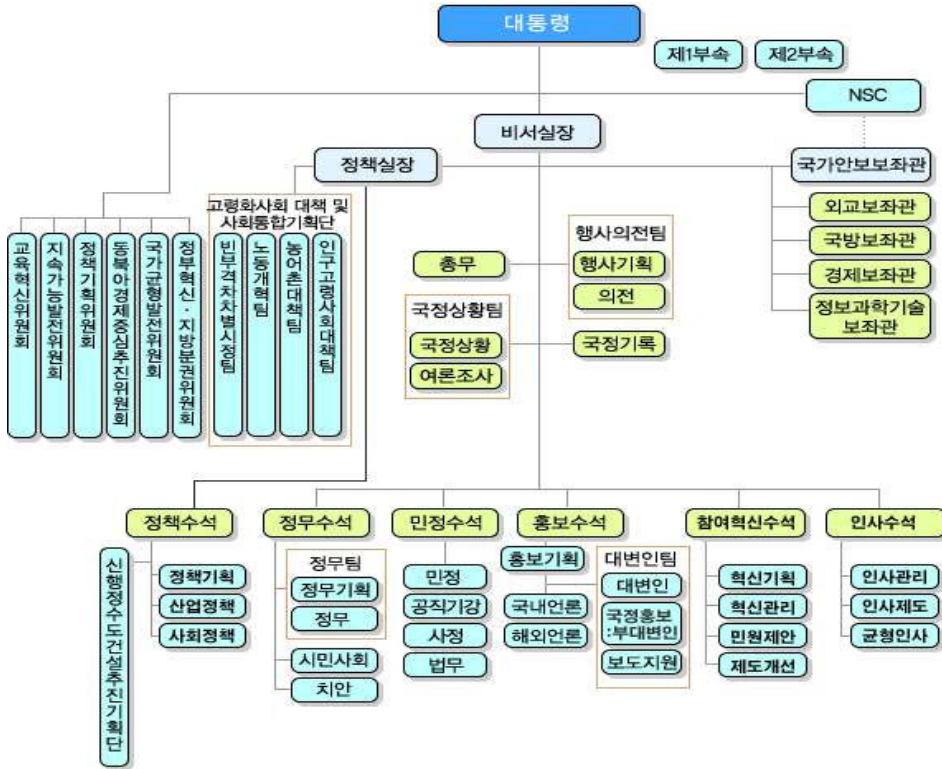 대통령
제1부속
제2부속
NSC
비서실장
정책실장
국가안보보좌관
고령화사회 대책 및
사회통합기획단
외교보좌관
국방보좌관
경제보좌관
정보과학기술
보좌관
교육혁신위원회
지속가능발전위원회
정책기획위원회
동북아경제중심추진위원회
국가균형발전위원회
정부혁신·지방분권위원회
빈부격차차별시정팀
노동개혁팀
농어촌대책팀
인구고령사회대책팀
총무
행사의전팀
행사기획
의전
국정상황팀
국정상황
여론조사
국정기록
정책수석
정무수석
민정수석
홍보수석
참여혁신수석
인사수석
신행정수도건설추진기획단
정책기획
산업정책
사회정책
정무팀
정무기획
정무
시민사회
치안
민정
공직기강
사정
법무
홍보기획
국내언론
해외언론
대변인팀
대변인
국정홍보
:부대변인
보도지원
혁신기획
혁신관리
민원제안
제도개선
인사관리
인사제도
균형인사